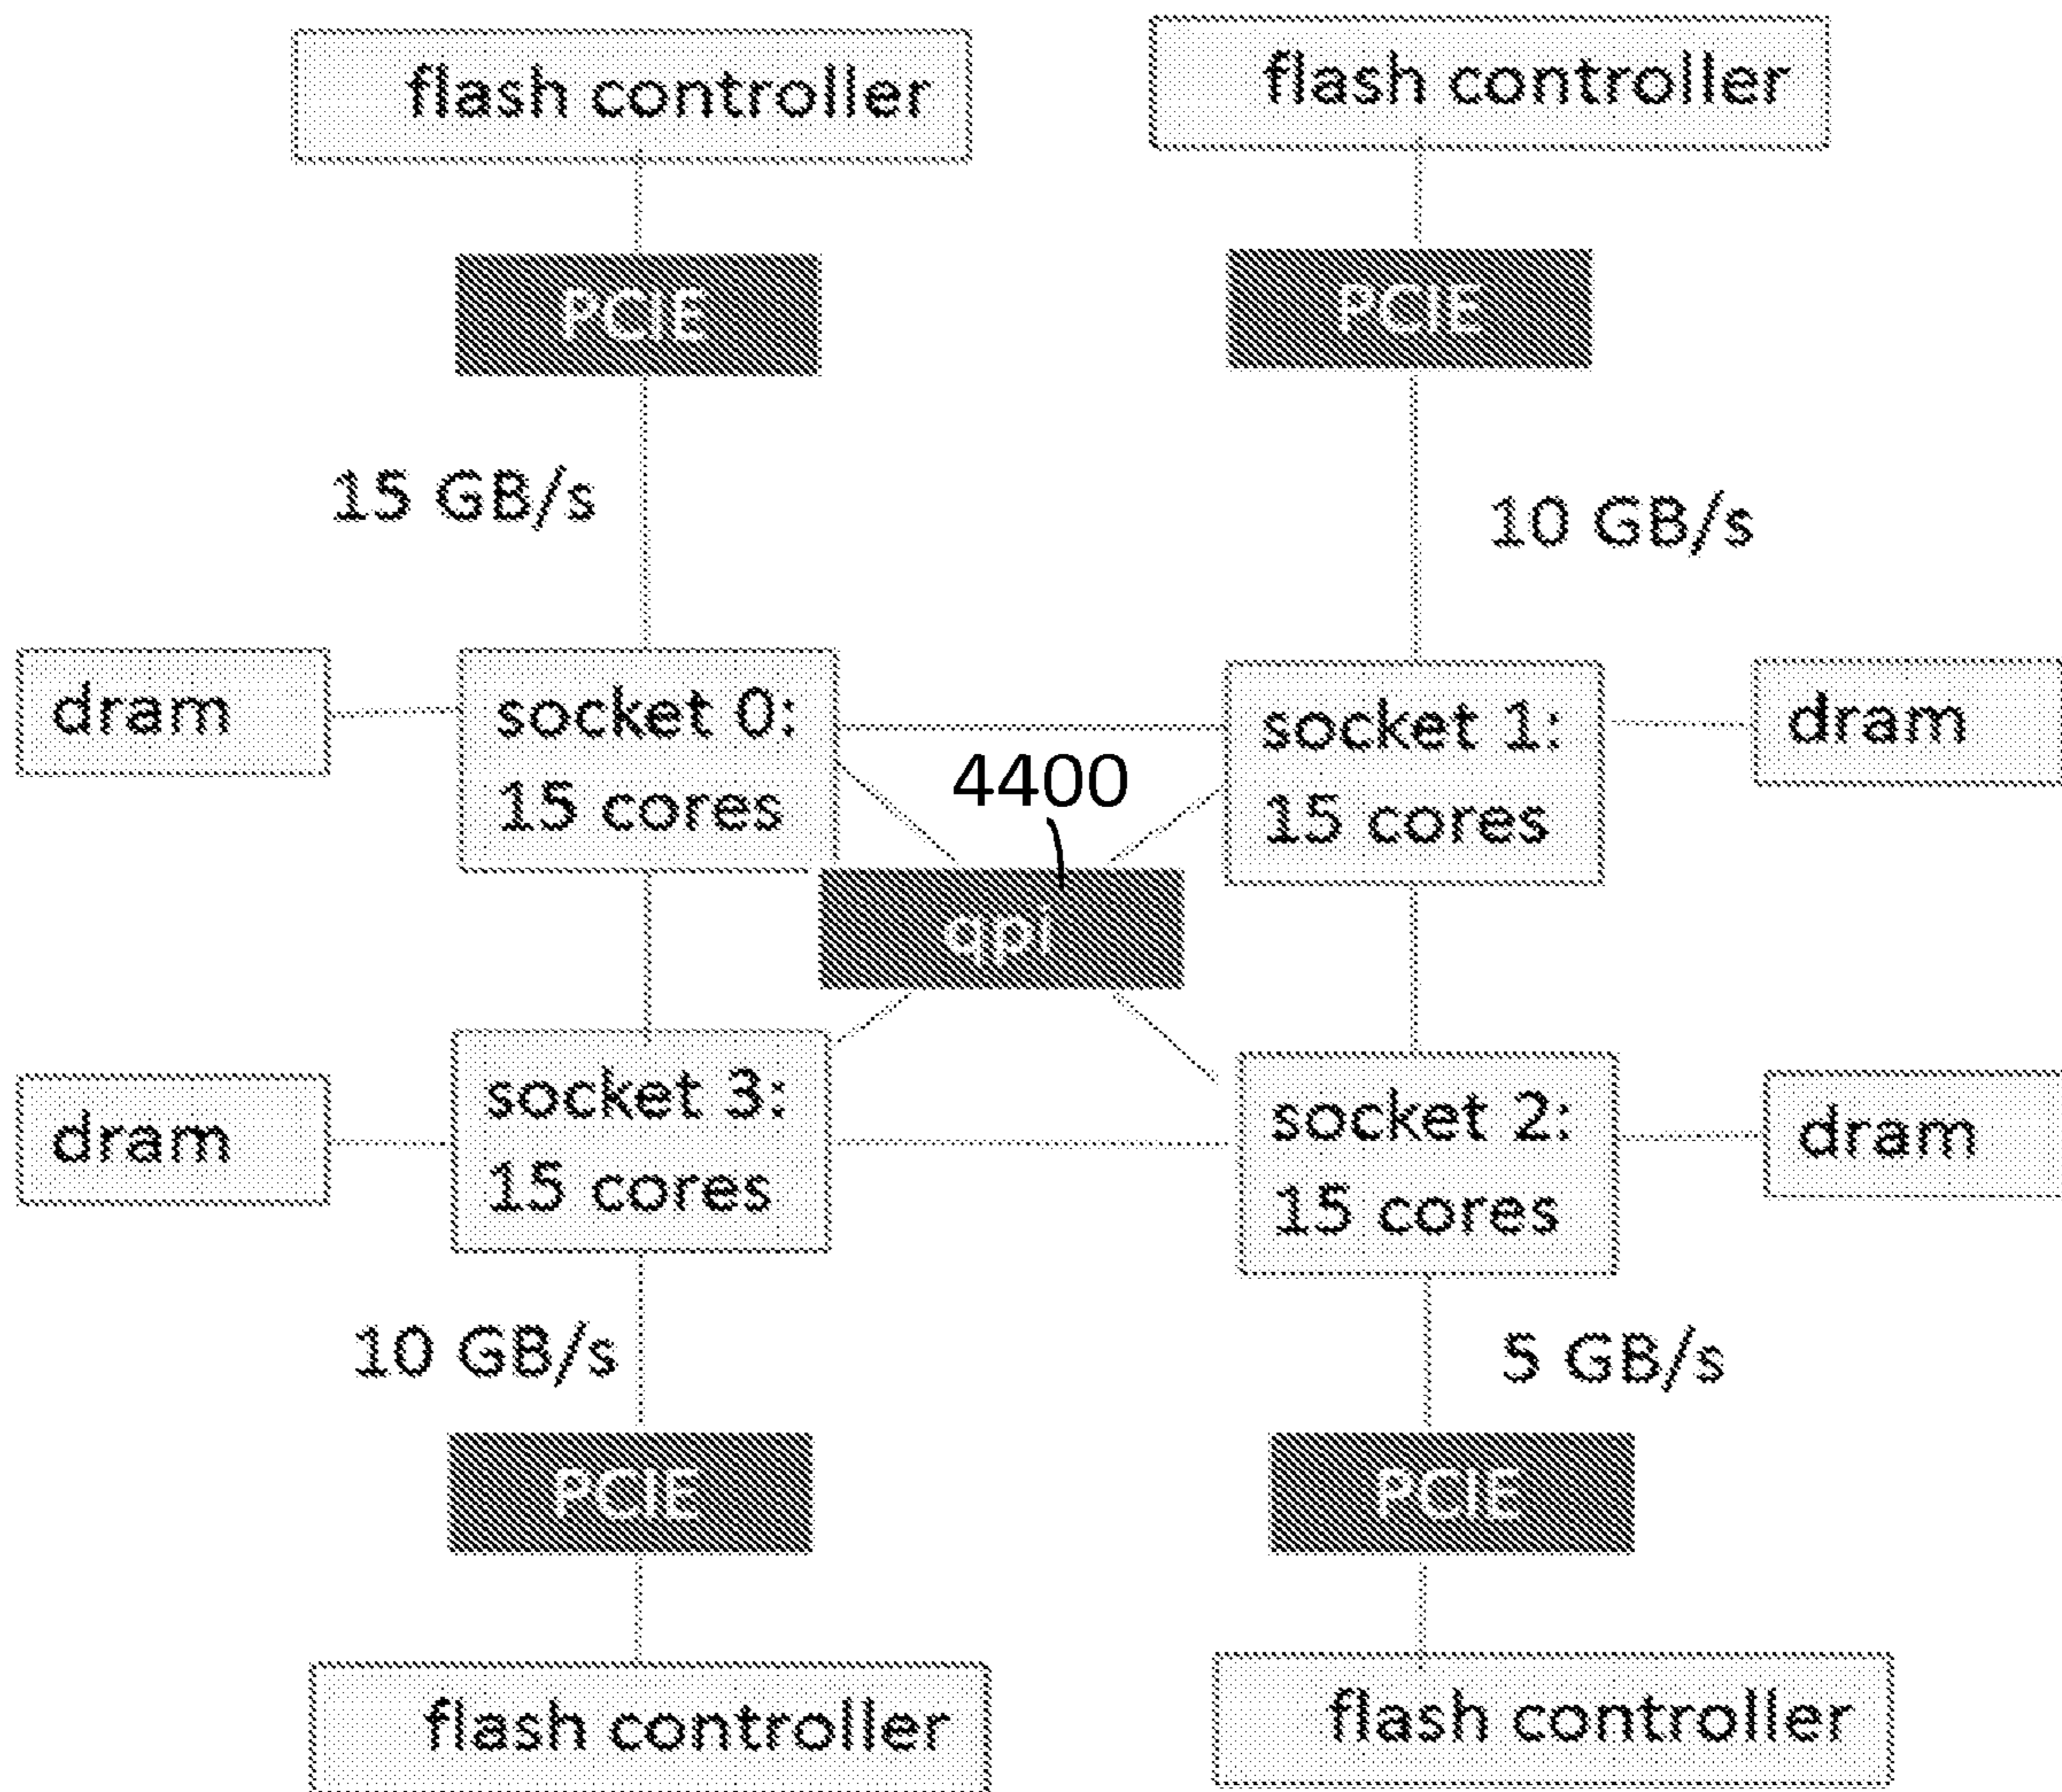 flash controller
flash controller
PCIE
PCIE
15 GB/s
10 GB/s
dram
socket 0:
15 cores
4400
socket 1:
15 cores
dram
qpi
dram
socket 3:
15 cores
socket 2:
15 cores
dram
10 GB/s
5 GB/s
PCIE
PCIE
flash controller
flash controller